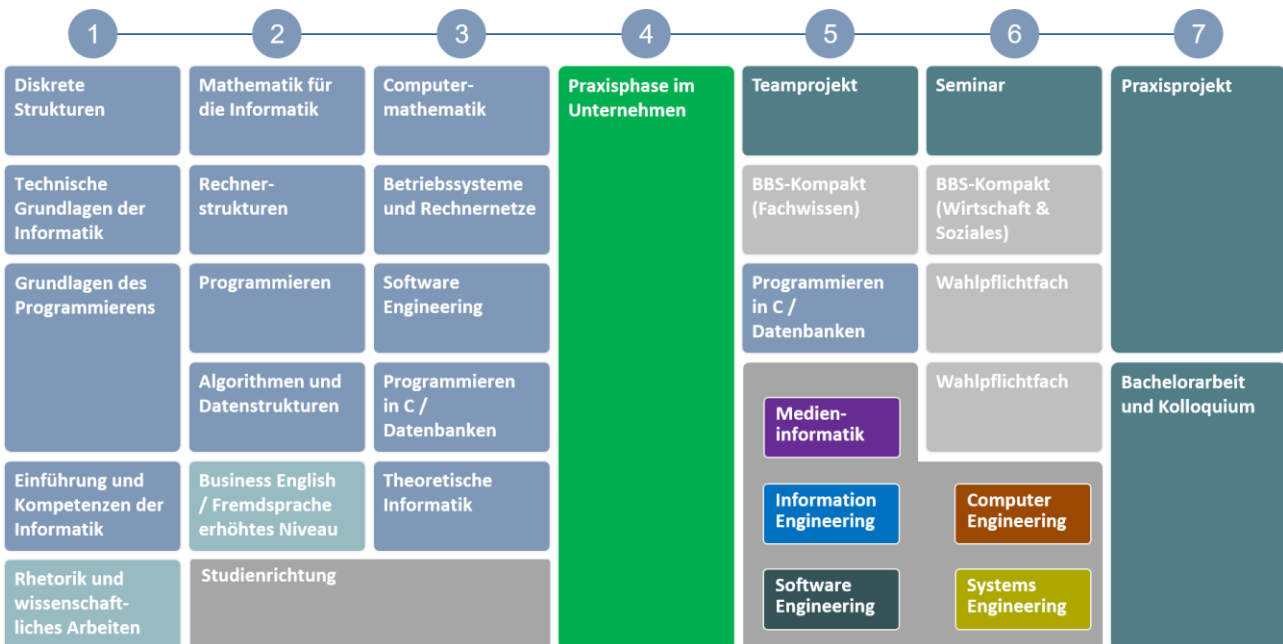 1
2
3
4
5
6
7
Diskrete
Strukturen
Mathematik für
die Informatik
Computer-
mathematik
Praxisphase im
Unternehmen
Teamprojekt
Seminar
Praxisprojekt
Technische
Grundlagen der
Informatik
Rechner-
strukturen
Betriebssysteme
und Rechnernetze
BBS-Kompakt
(Fachwissen)
BBS-Kompakt
(Wirtschaft &
Soziales)
Grundlagen des
Programmierens
Programmieren
Software
Engineering
Programmieren
in C /
Datenbanken
Wahlpflichtfach
Algorithmen und
Datenstrukturen
Programmieren
in C /
Datenbanken
Medien-
informatik
Wahlpflichtfach
Bachelorarbeit
und Kolloquium
Einführung und
Kompetenzen der
Informatik
Business English
/ Fremdsprache
erhöhtes Niveau
Theoretische
Informatik
Information
Engineering
Computer
Engineering
Rhetorik und
wissenschaft-
liches Arbeiten
Studienrichtung
Software
Engineering
Systems
Engineering